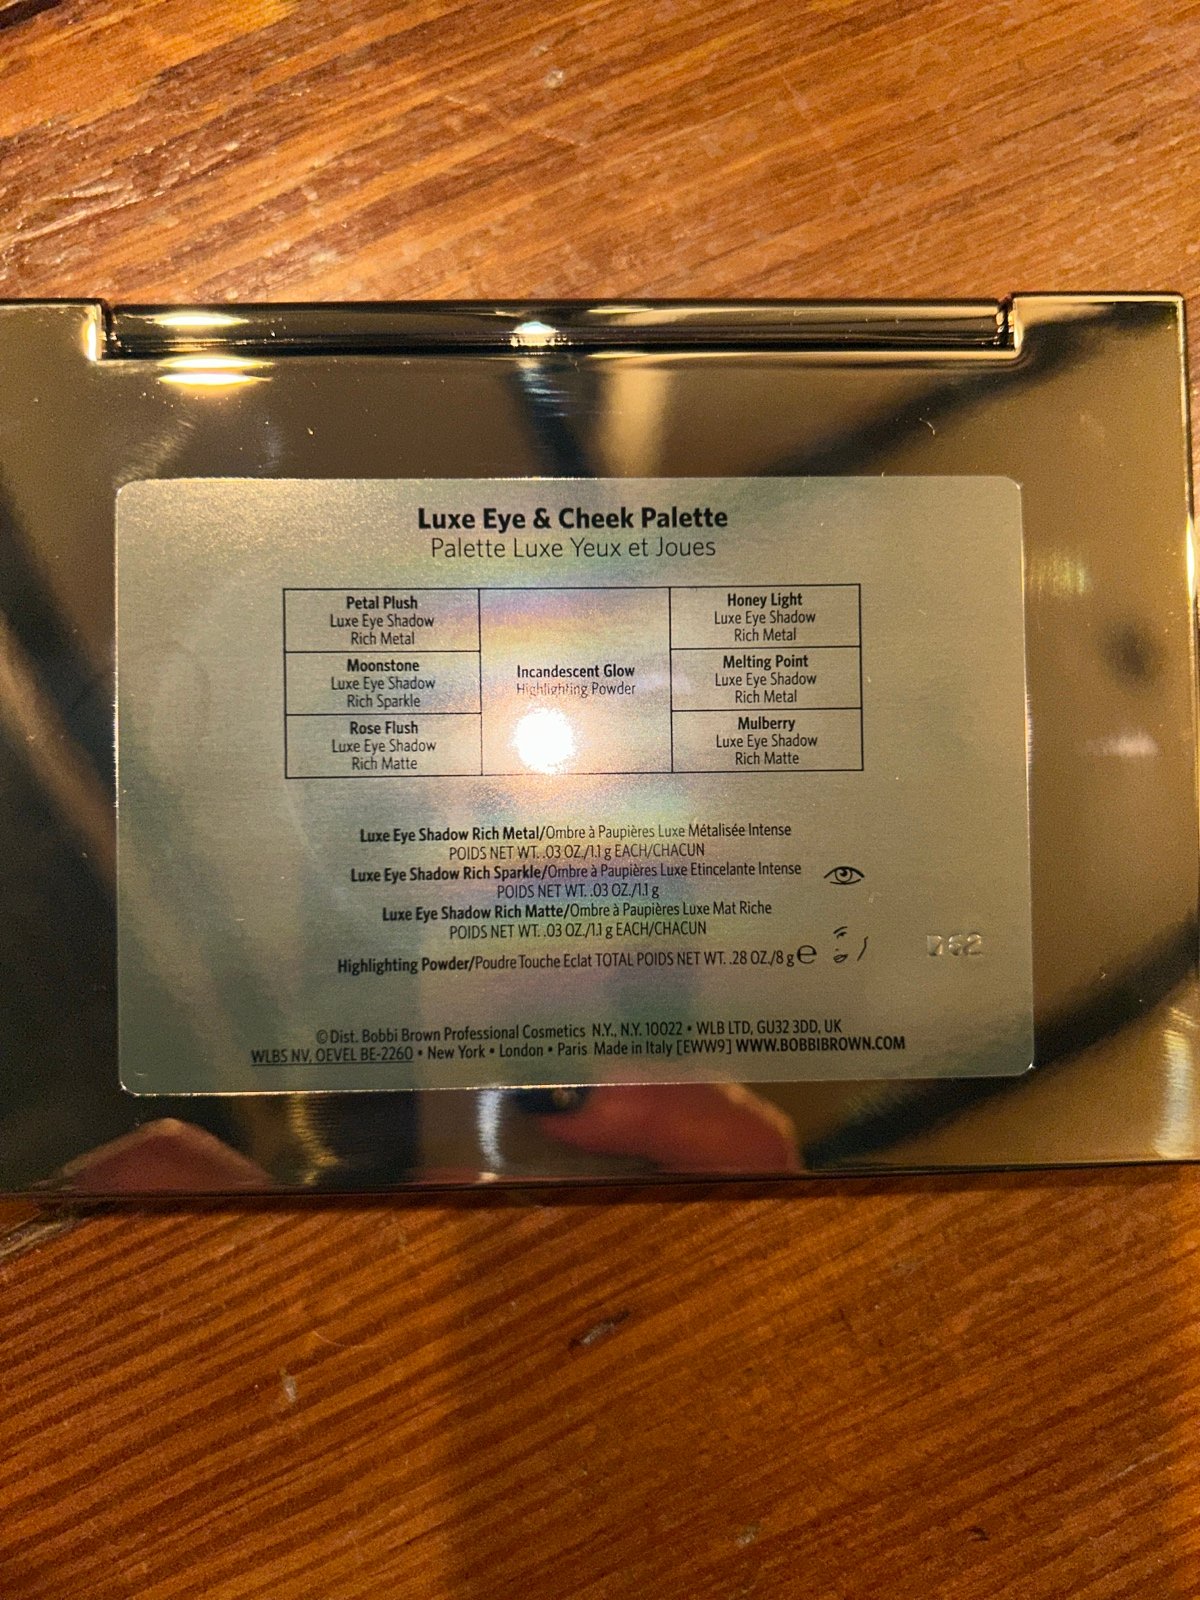 Luxe Eye & Cheek Palette
Palette Luxe Yeux et Joues
Petal Plush
Luxe Eye Shadow
Rich Metal
Moonstone
Luxe Eye Shadow
Rich Sparkle
Rose Flush
Luxe Eye Shadow
Rich Matte
Incandescent Glow
Highlighting Powder
Honey Light
Luxe Eye Shadow
Rich Metal
Melting Point
Luxe Eye Shadow
Rich Metal
Mulberry
Luxe Eye Shadow
Rich Matte
Luxe Eye Shadow Rich Metal/Ombre à Paupières Luxe Métalisée Intense
POIDS NET WT. .03 OZ./1.1 g EACH/CHACUN
Luxe Eye Shadow Rich Sparkle/Ombre à Paupières Luxe Etincelante Intense
POIDS NET WT. .03 OZ./1.1 g
Luxe Eye Shadow Rich Matte/Ombre à Paupières Luxe Mat Riche
POIDS NET WT. .03 OZ./1.1 g EACH/CHACUN
Highlighting Powder/Poudre Touche Eclat TOTAL POIDS NET WT. .28 OZ./8 g ℮
©Dist. Bobbi Brown Professional Cosmetics N.Y., N.Y. 10022 • WLB LTD, GU32 3DD, UK
WLBS NV, OEVEL BE-2260 • New York • London • Paris Made in Italy [EWW9] WWW.BOBBIBROWN.COM